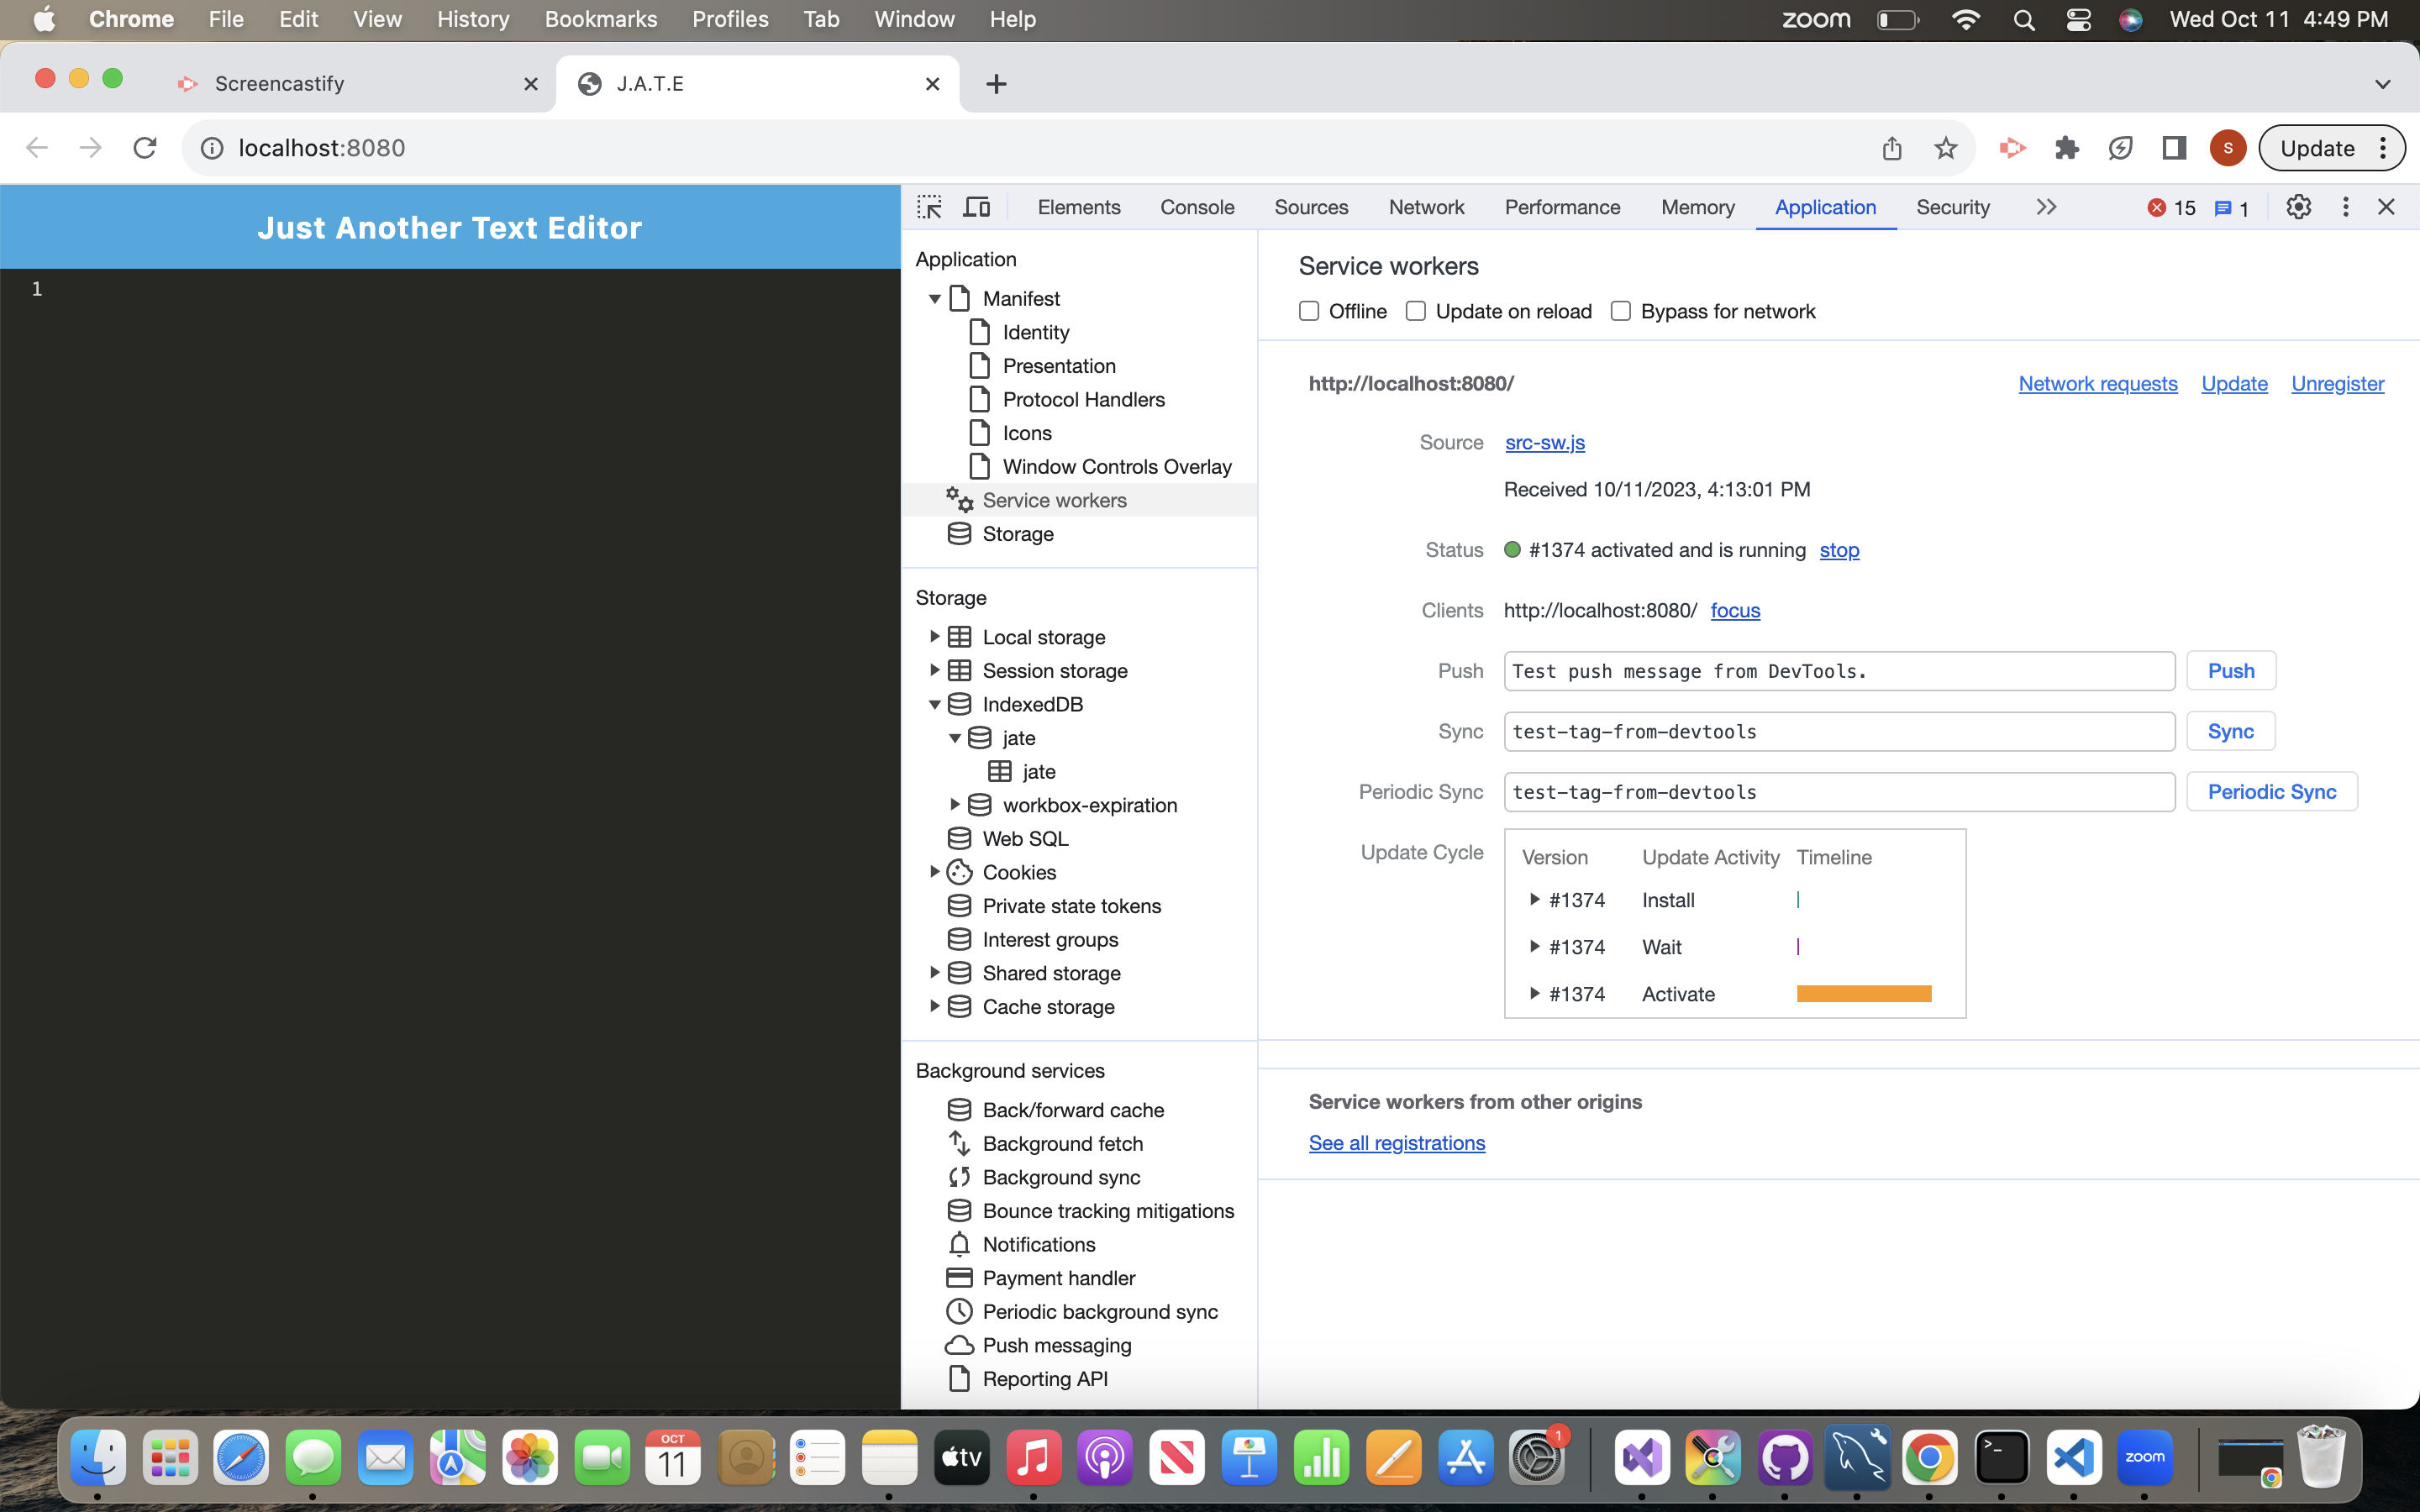 Chrome File Edit View History Bookmarks Profiles Tab Window Help zoom Wed Oct 11 4:49 PM
Screencastify J.A.T.E
localhost:8080 S Update
Just Another Text Editor
1
Elements Console Sources Network Performance Memory Application Security 15 1
Application
Manifest
Identity
Presentation
Protocol Handlers
Icons
Window Controls Overlay
Service workers
Storage
Storage
Local storage
Session storage
IndexedDB
jate
jate
workbox-expiration
Web SQL
Cookies
Private state tokens
Interest groups
Shared storage
Cache storage
Background services
Back/forward cache
Background fetch
Background sync
Bounce tracking mitigations
Notifications
Payment handler
Periodic background sync
Push messaging
Reporting API
Service workers
Offline Update on reload Bypass for network
http://localhost:8080/ Network requests Update Unregister
Source src-sw.js
Received 10/11/2023, 4:13:01 PM
Status #1374 activated and is running stop
Clients http://localhost:8080/ focus
Push Test push message from DevTools. Push
Sync test-tag-from-devtools Sync
Periodic Sync test-tag-from-devtools Periodic Sync
Update Cycle Version Update Activity Timeline
#1374 Install
#1374 Wait
#1374 Activate
Service workers from other origins
See all registrations
OCT
11
tv
1
zoom